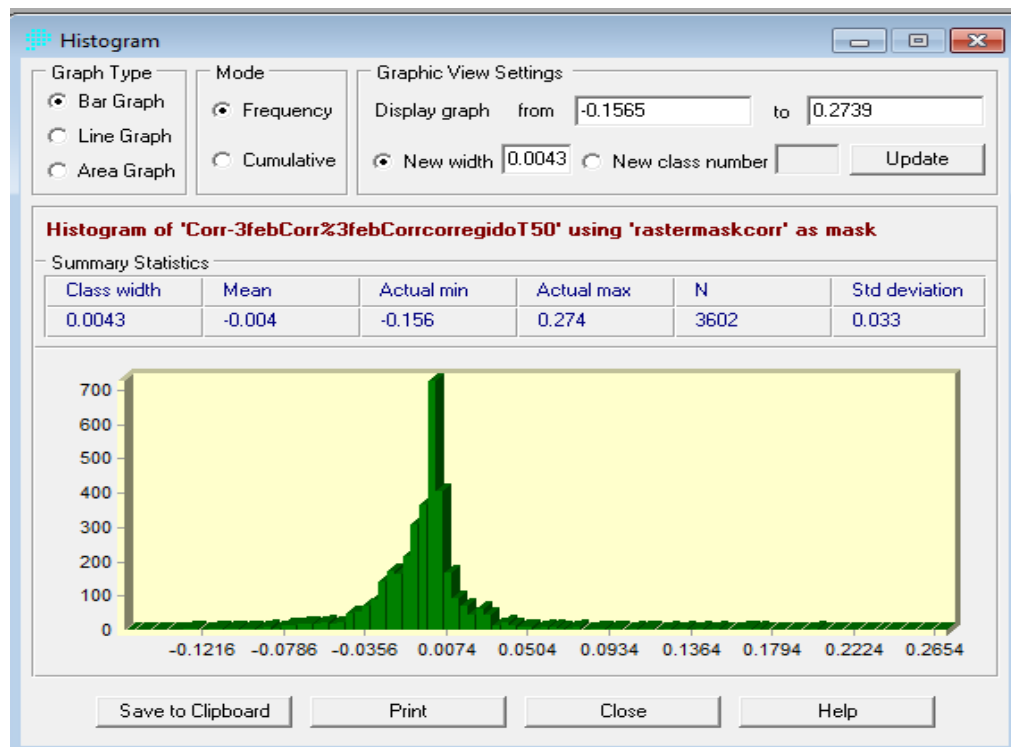 Histogram
Graph Type
Mode
Graphic View Settings
Bar Graph
Line Graph
Area Graph
Frequency
Cumulative
Display graph from -0.1565 to 0.2739
New width 0.0043 New class number Update
Histogram of 'Corr-3febCorr%3febCorrcorregidoT50' using 'rastermaskcorr' as mask
Summary Statistics
Class width Mean Actual min Actual max N Std deviation
0.0043 -0.004 -0.156 0.274 3602 0.033
700
600
500
400
300
200
100
0
-0.1216 -0.0786 -0.0356 0.0074 0.0504 0.0934 0.1364 0.1794 0.2224 0.2654
Save to Clipboard Print Close Help